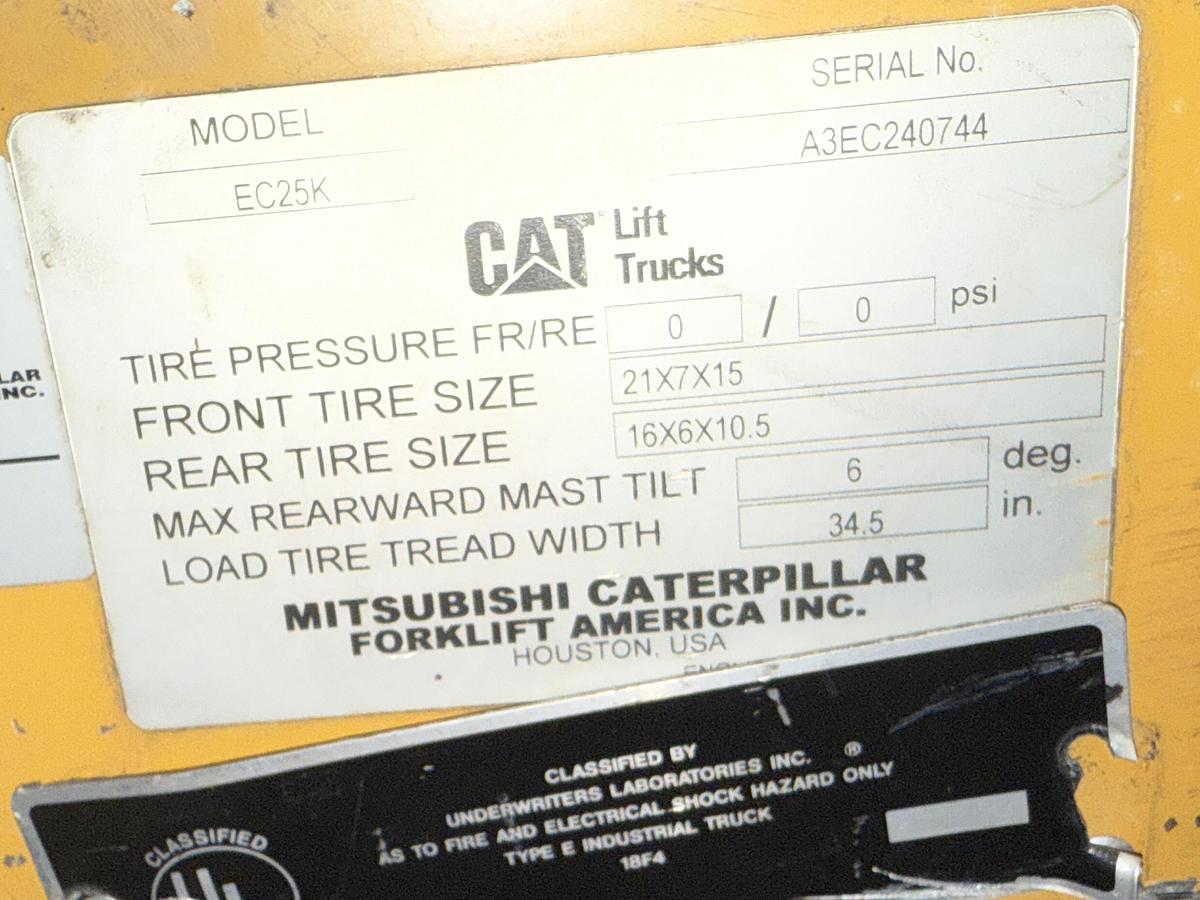 MODEL
SERIAL No.
EC25K
A3EC240744
CAT Lift Trucks
TIRE PRESSURE FR/RE 0 / 0 psi
FRONT TIRE SIZE 21X7X15
REAR TIRE SIZE 16X6X10.5
MAX REARWARD MAST TILT 6 deg.
LOAD TIRE TREAD WIDTH 34.5 in.
MITSUBISHI CATERPILLAR
FORKLIFT AMERICA INC.
HOUSTON, USA
LAR
NC.
CLASSIFIED BY
UNDERWRITERS LABORATORIES INC. ®
AS TO FIRE AND ELECTRICAL SHOCK HAZARD ONLY
TYPE E INDUSTRIAL TRUCK
18F4
CLASSIFIED
UL